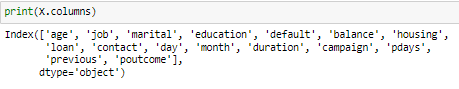 print(X.columns)
Index(['age', 'job', 'marital', 'education', 'default', 'balance', 'housing',
       'loan', 'contact', 'day', 'month', 'duration', 'campaign', 'pdays',
       'previous', 'poutcome'],
      dtype='object')